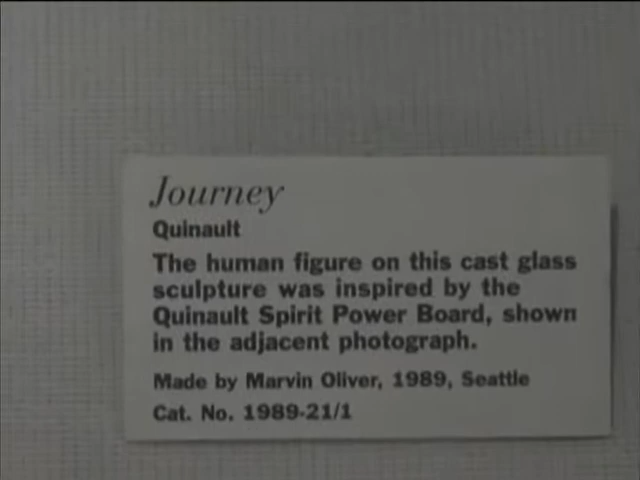 Journey
Quinault
The human figure on this cast glass
sculpture was inspired by the
Quinault Spirit Power Board, shown
in the adjacent photograph.
Made by Marvin Oliver, 1989, Seattle
Cat. No. 1989-21/1